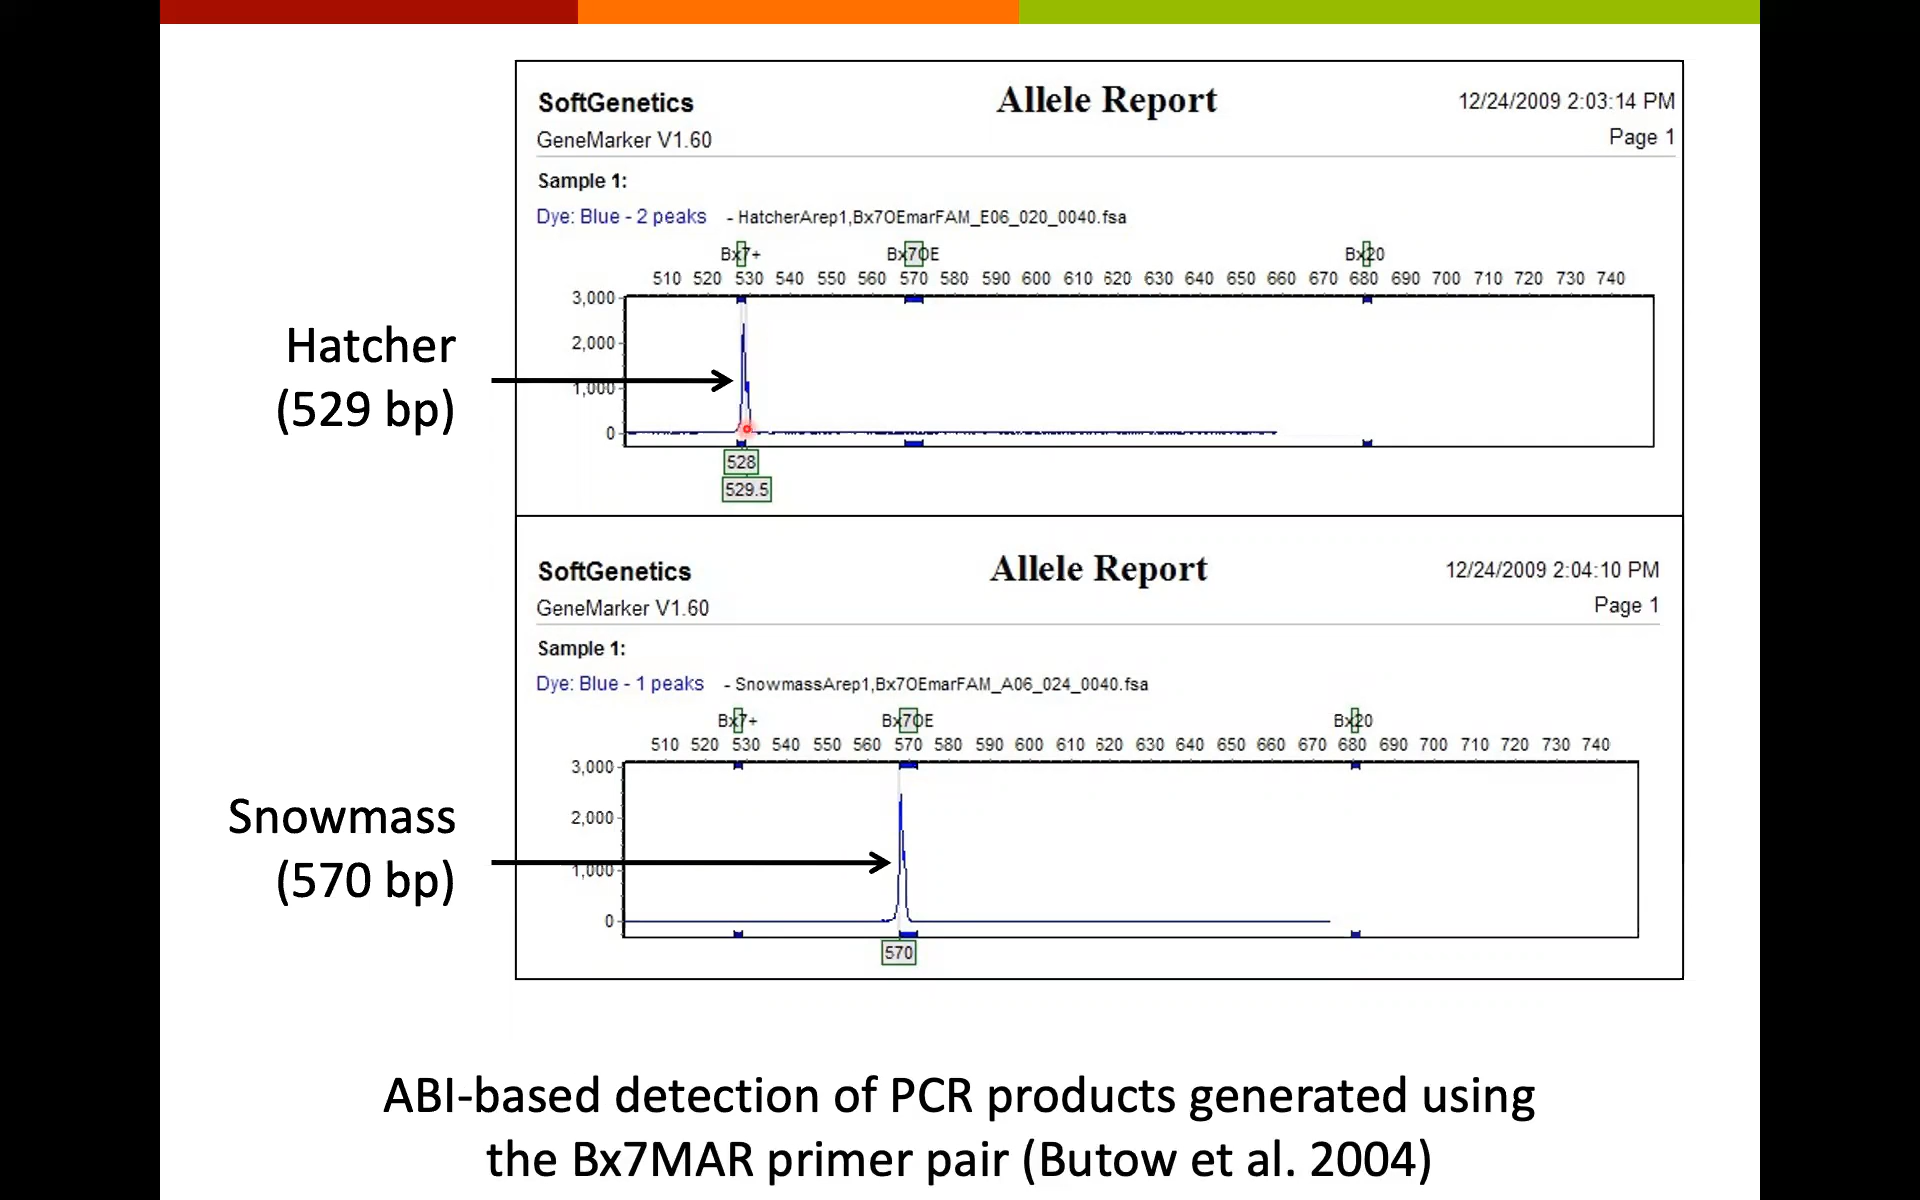 SoftGenetics Allele Report 12/24/2009 2:03:14 PM
GeneMarker V1.60 Page 1
Sample 1:
Dye: Blue - 2 peaks - HatcherArep1,Bx7OEmarFAM_E06_020_0040.fsa
Bx7+ Bx7OE Bx20
510 520 530 540 550 560 570 580 590 600 610 620 630 640 650 660 670 680 690 700 710 720 730 740
3,000
2,000
1,000
0
528
529.5
Hatcher
(529 bp)
SoftGenetics Allele Report 12/24/2009 2:04:10 PM
GeneMarker V1.60 Page 1
Sample 1:
Dye: Blue - 1 peaks - SnowmassArep1,Bx7OEmarFAM_A06_024_0040.fsa
Bx7+ Bx7OE Bx20
510 520 530 540 550 560 570 580 590 600 610 620 630 640 650 660 670 680 690 700 710 720 730 740
3,000
2,000
1,000
0
570
Snowmass
(570 bp)
ABI-based detection of PCR products generated using
the Bx7MAR primer pair (Butow et al. 2004)